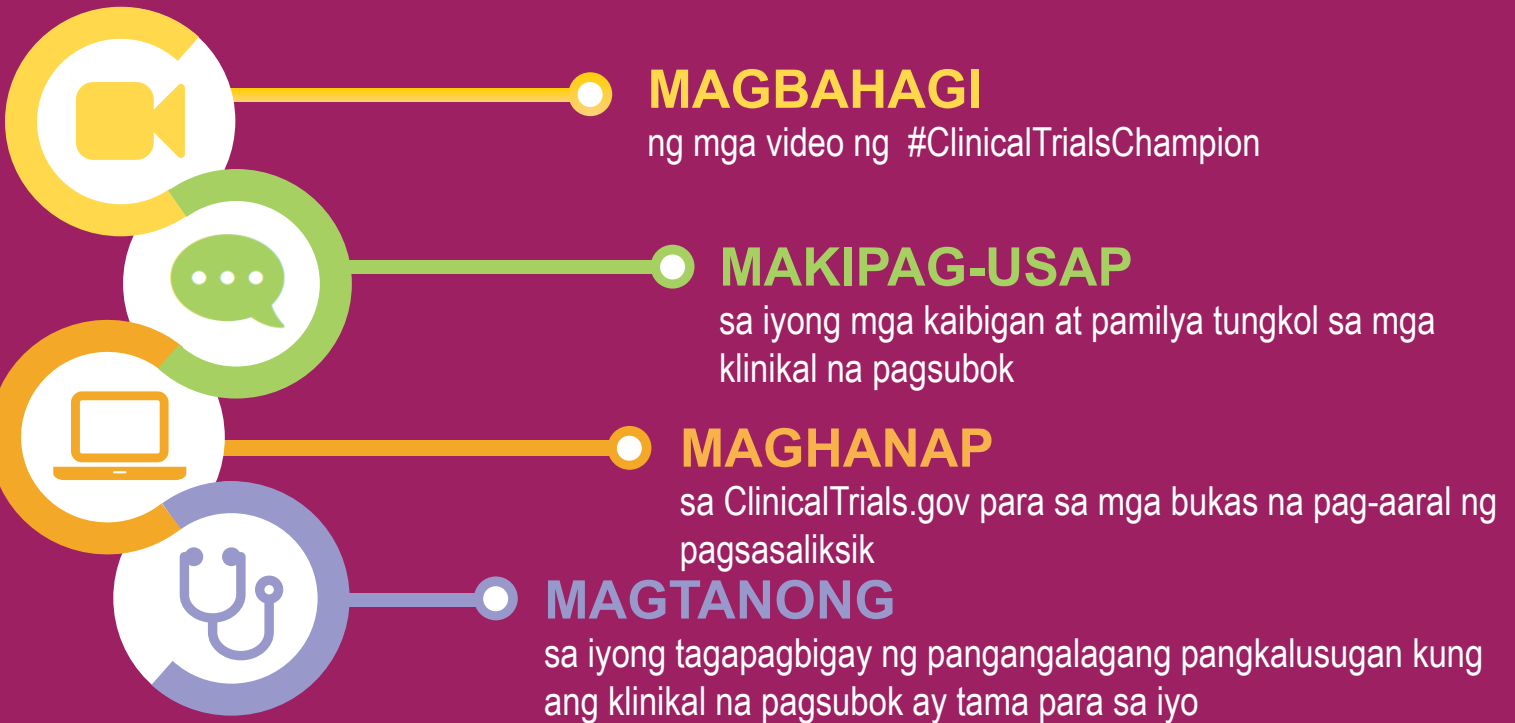 MAGBAHAGI
ng mga video ng #ClinicalTrialsChampion
MAKIPAG-USAP
sa iyong mga kaibigan at pamilya tungkol sa mga
klinikal na pagsubok
MAGHANAP
sa ClinicalTrials.gov para sa mga bukas na pag-aaral ng
pagsasaliksik
MAGTANONG
sa iyong tagapagbigay ng pangangalagang pangkalusugan kung
ang klinikal na pagsubok ay tama para sa iyo